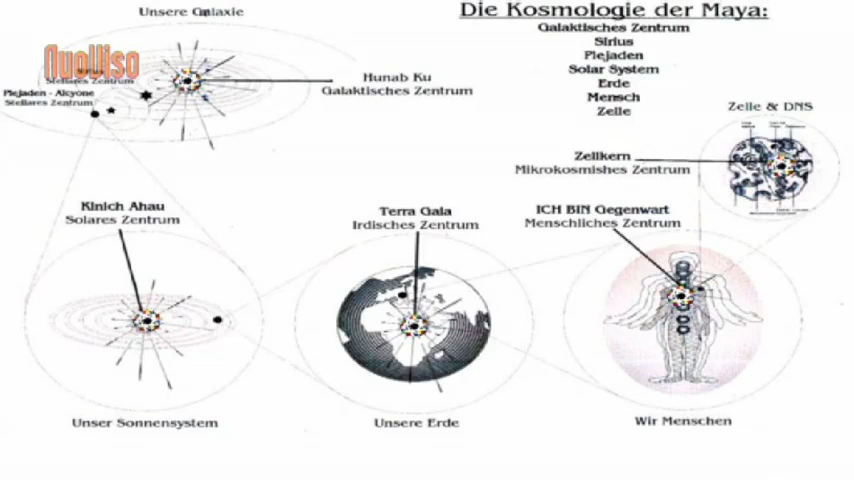 Unsere Galaxie
Die Kosmologie der Maya:
Galaktisches Zentrum
Sirius
Plejaden
Solar System
Erde
Mensch
Zelle
NuoViso
Stellares Zentrum
Plejaden - Alcyone
Stellares Zentrum
Hunab Ku
Galaktisches Zentrum
Zelle & DNS
Zellkern
Mikrokosmishes Zentrum
Kinich Ahau
Solares Zentrum
Terra Gaia
Irdisches Zentrum
ICH BIN Gegenwart
Menschliches Zentrum
Unser Sonnensystem
Unsere Erde
Wir Menschen